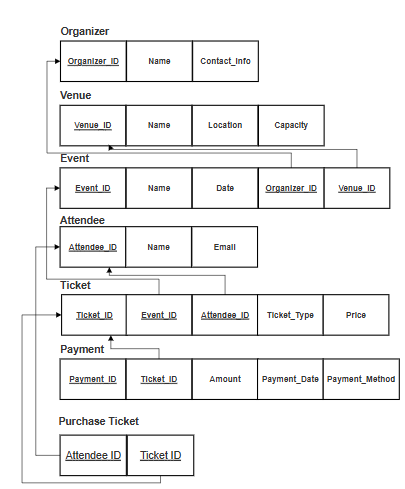 Organizer
Organizer_ID Name Contact_Info
Venue
Venue_ID Name Location Capacity
Event
Event_ID Name Date Organizer_ID Venue_ID
Attendee
Attendee_ID Name Email
Ticket
Ticket_ID Event_ID Attendee_ID Ticket_Type Price
Payment
Payment_ID Ticket_ID Amount Payment_Date Payment_Method
Purchase Ticket
Attendee ID Ticket ID